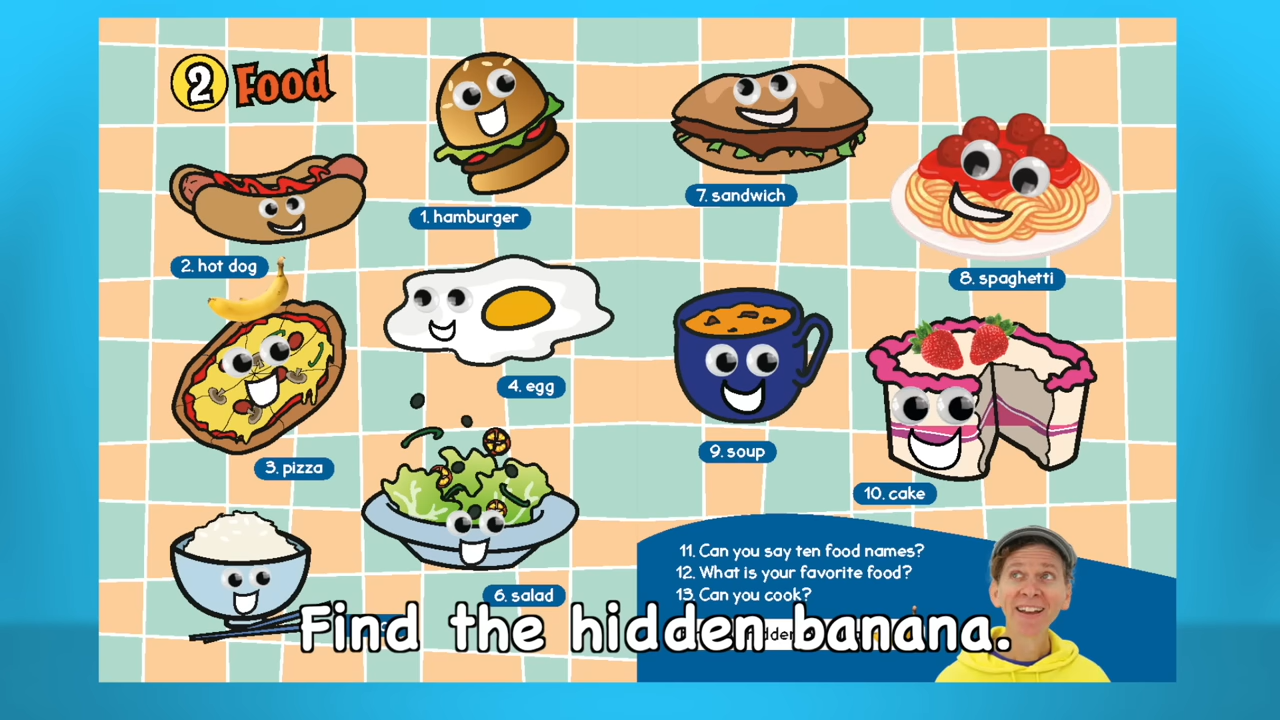 2 Food
1. hamburger
2. hot dog
3. pizza
4. egg
6. salad
7. sandwich
8. spaghetti
9. soup
10. cake
11. Can you say ten food names?
12. What is your favorite food?
13. Can you cook?
Find the hidden banana.